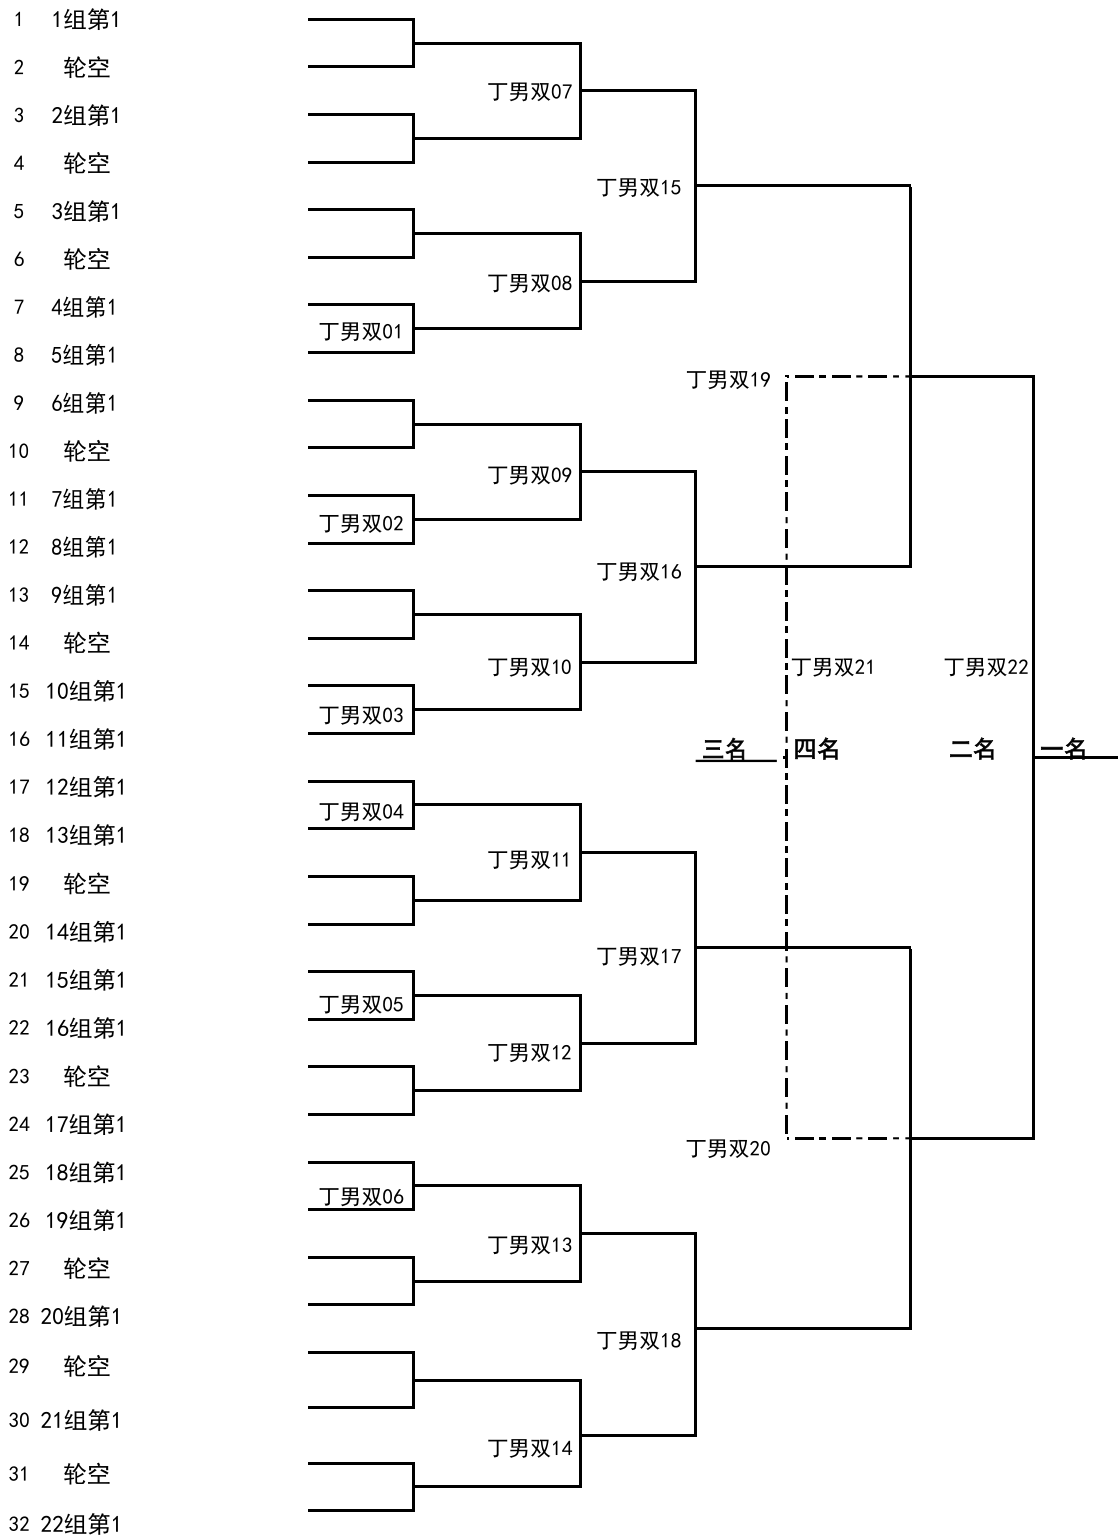 1 1组第1
2 轮空
丁男双07
3 2组第1
4 轮空
丁男双15
5 3组第1
6 轮空
丁男双08
7 4组第1
丁男双01
8 5组第1
丁男双19
9 6组第1
10 轮空
丁男双09
11 7组第1
丁男双02
12 8组第1
丁男双16
13 9组第1
14 轮空
丁男双10 丁男双21 丁男双22
15 10组第1
丁男双03
16 11组第1
三名 四名 二名 一名
17 12组第1
丁男双04
18 13组第1
丁男双11
19 轮空
20 14组第1
丁男双17
21 15组第1
丁男双05
22 16组第1
丁男双12
23 轮空
24 17组第1
丁男双20
25 18组第1
丁男双06
26 19组第1
丁男双13
27 轮空
28 20组第1
丁男双18
29 轮空
30 21组第1
丁男双14
31 轮空
32 22组第1